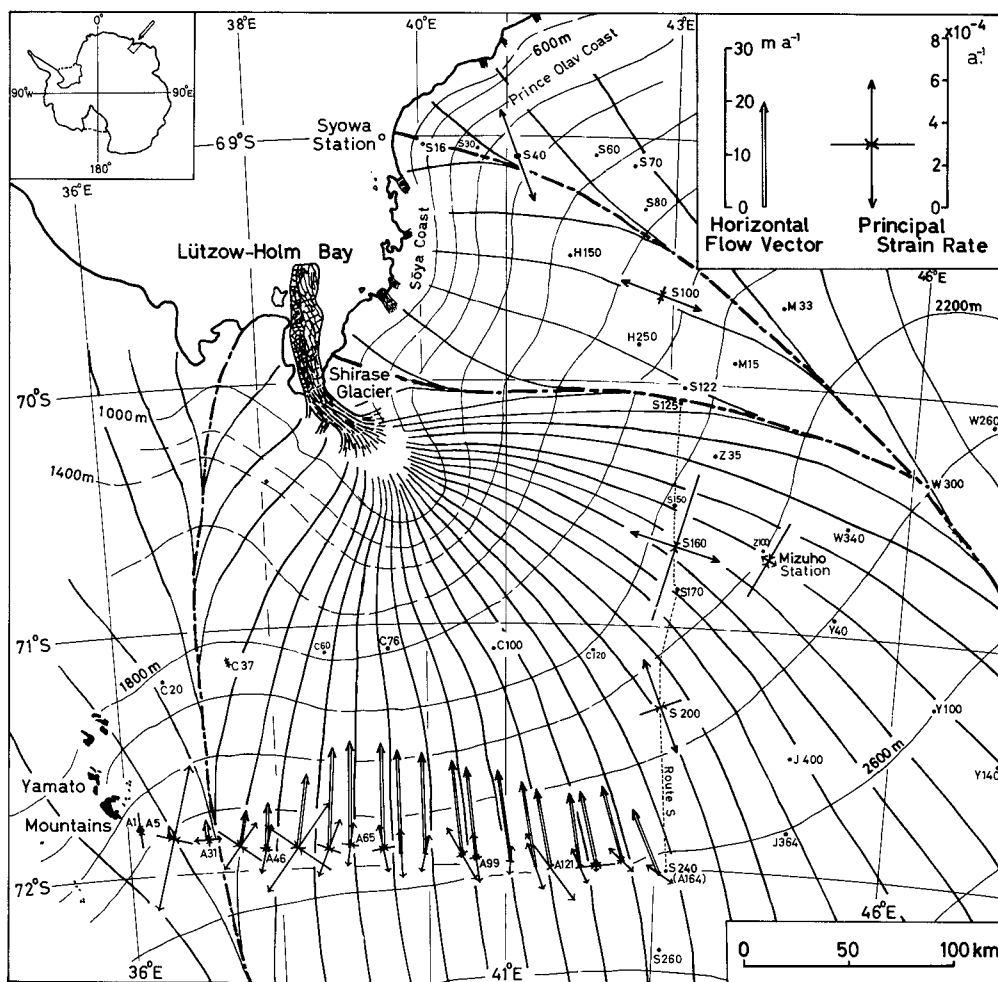 0°
90°W
90°E
180°
38°E
40°E
43°E
600m
Prince Olav Coast
30
20
10
0
m a⁻¹
×10⁻⁴
a⁻¹
8
6
4
2
0
Horizontal
Flow Vector
Principal
Strain Rate
69°S
Syowa
Station
S16
S30
S40
S60
S70
S80
36°E
Lützow-Holm Bay
Sôya Coast
H150
S100
46°E
M33
2200m
H250
M15
Shirase
Glacier
S122
S125
70°S
1000m
1400m
W260
Z35
W300
S150
S160
Z100
W340
Mizuho
Station
S170
71°S
1800m
C20
C37
C60
C76
C100
C120
Y40
S200
Y100
2600m
J400
Y140
Route S
Yamato
Mountains
A1
A5
A31
A46
A65
A99
A121
S240
(A164)
J364
72°S
36°E
41°E
46°E
S260
0
50
100 km